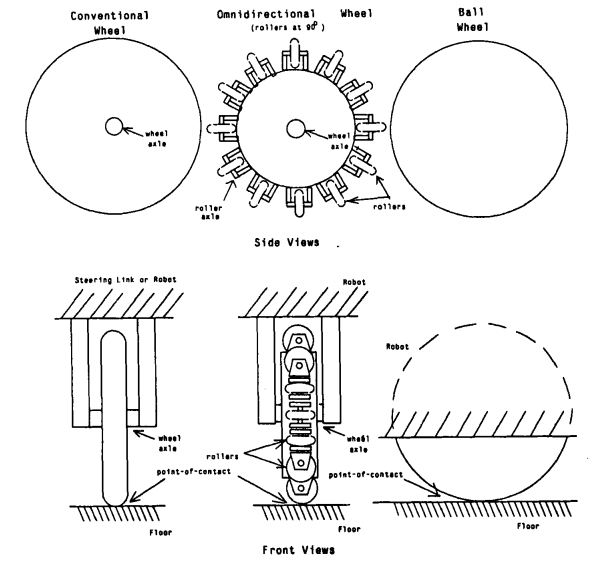 Conventional
Wheel
Omnidirectional Wheel
(rollers at 90°)
Ball
Wheel
wheel
axle
wheel
axle
roller
axle
rollers
Side Views
Steering Link or Robot
Robot
Robot
wheel
axle
rollers
wheel
axle
point-of-contact
point-of-contact
Floor
Floor
Floor
Front Views